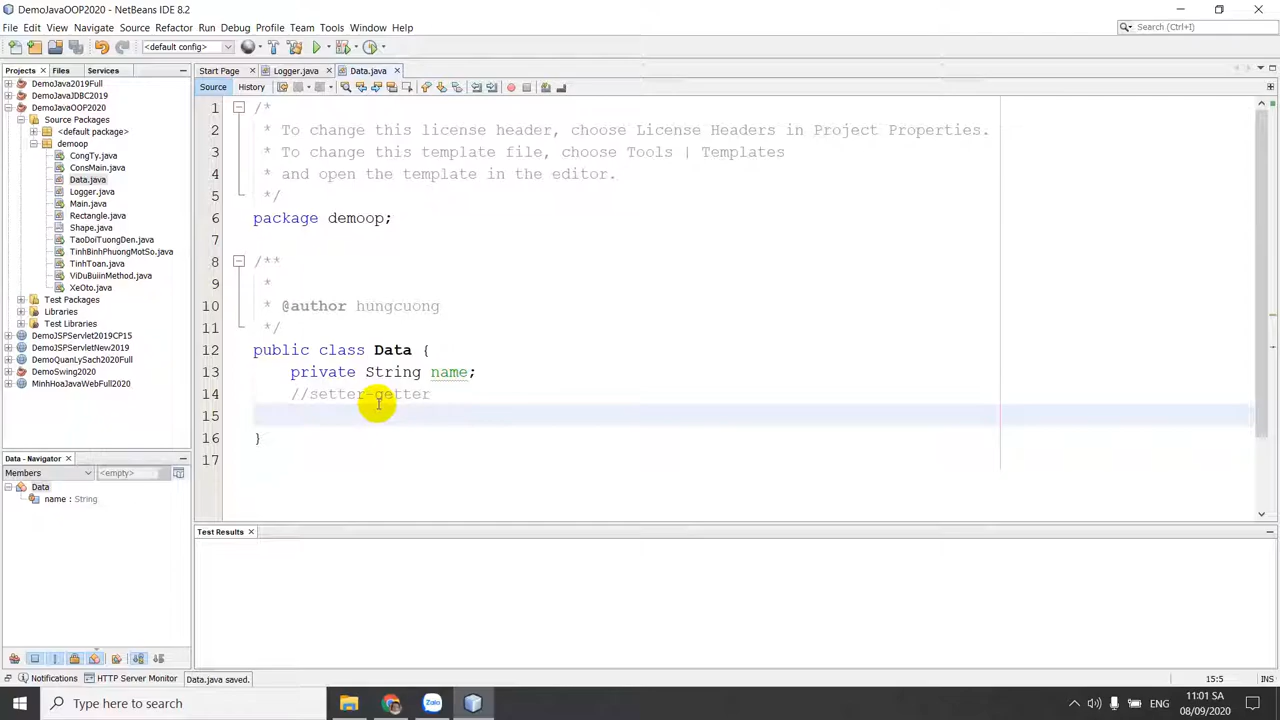 DemoJavaOOP2020 - NetBeans IDE 8.2
File Edit View Navigate Source Refactor Run Debug Profile Team Tools Window Help
Search (Ctrl+I)
<default config>
Projects Files Services
Start Page Logger.java Data.java
Source History
DemoJava2019Full
DemoJavaJDBC2019
DemoJavaOOP2020
Source Packages
<default package>
demoop
CongTy.java
ConsMain.java
Data.java
Logger.java
Main.java
Rectangle.java
Shape.java
TaoDoiTuongDen.java
TinhBinhPhuongMotSo.java
TinhToan.java
ViDuBuiinMethod.java
XeOto.java
Test Packages
Libraries
Test Libraries
DemoJSPServlet2019CP15
DemoJSPServletNew2019
DemoQuanLySach2020Full
DemoSwing2020
MinhHoaJavaWebFull2020
1 /*
2 * To change this license header, choose License Headers in Project Properties.
3 * To change this template file, choose Tools | Templates
4 * and open the template in the editor.
5 */
6 package demoop;
7
8 /**
9 *
10 * @author hungcuong
11 */
12 public class Data {
13 private String name;
14 //setter-getter
15
16 }
17
Data - Navigator
Members <empty>
Data
name : String
Test Results
Notifications HTTP Server Monitor Data.java saved.
15:5 INS
Type here to search
Zalo
ENG
11:01 SA
08/09/2020